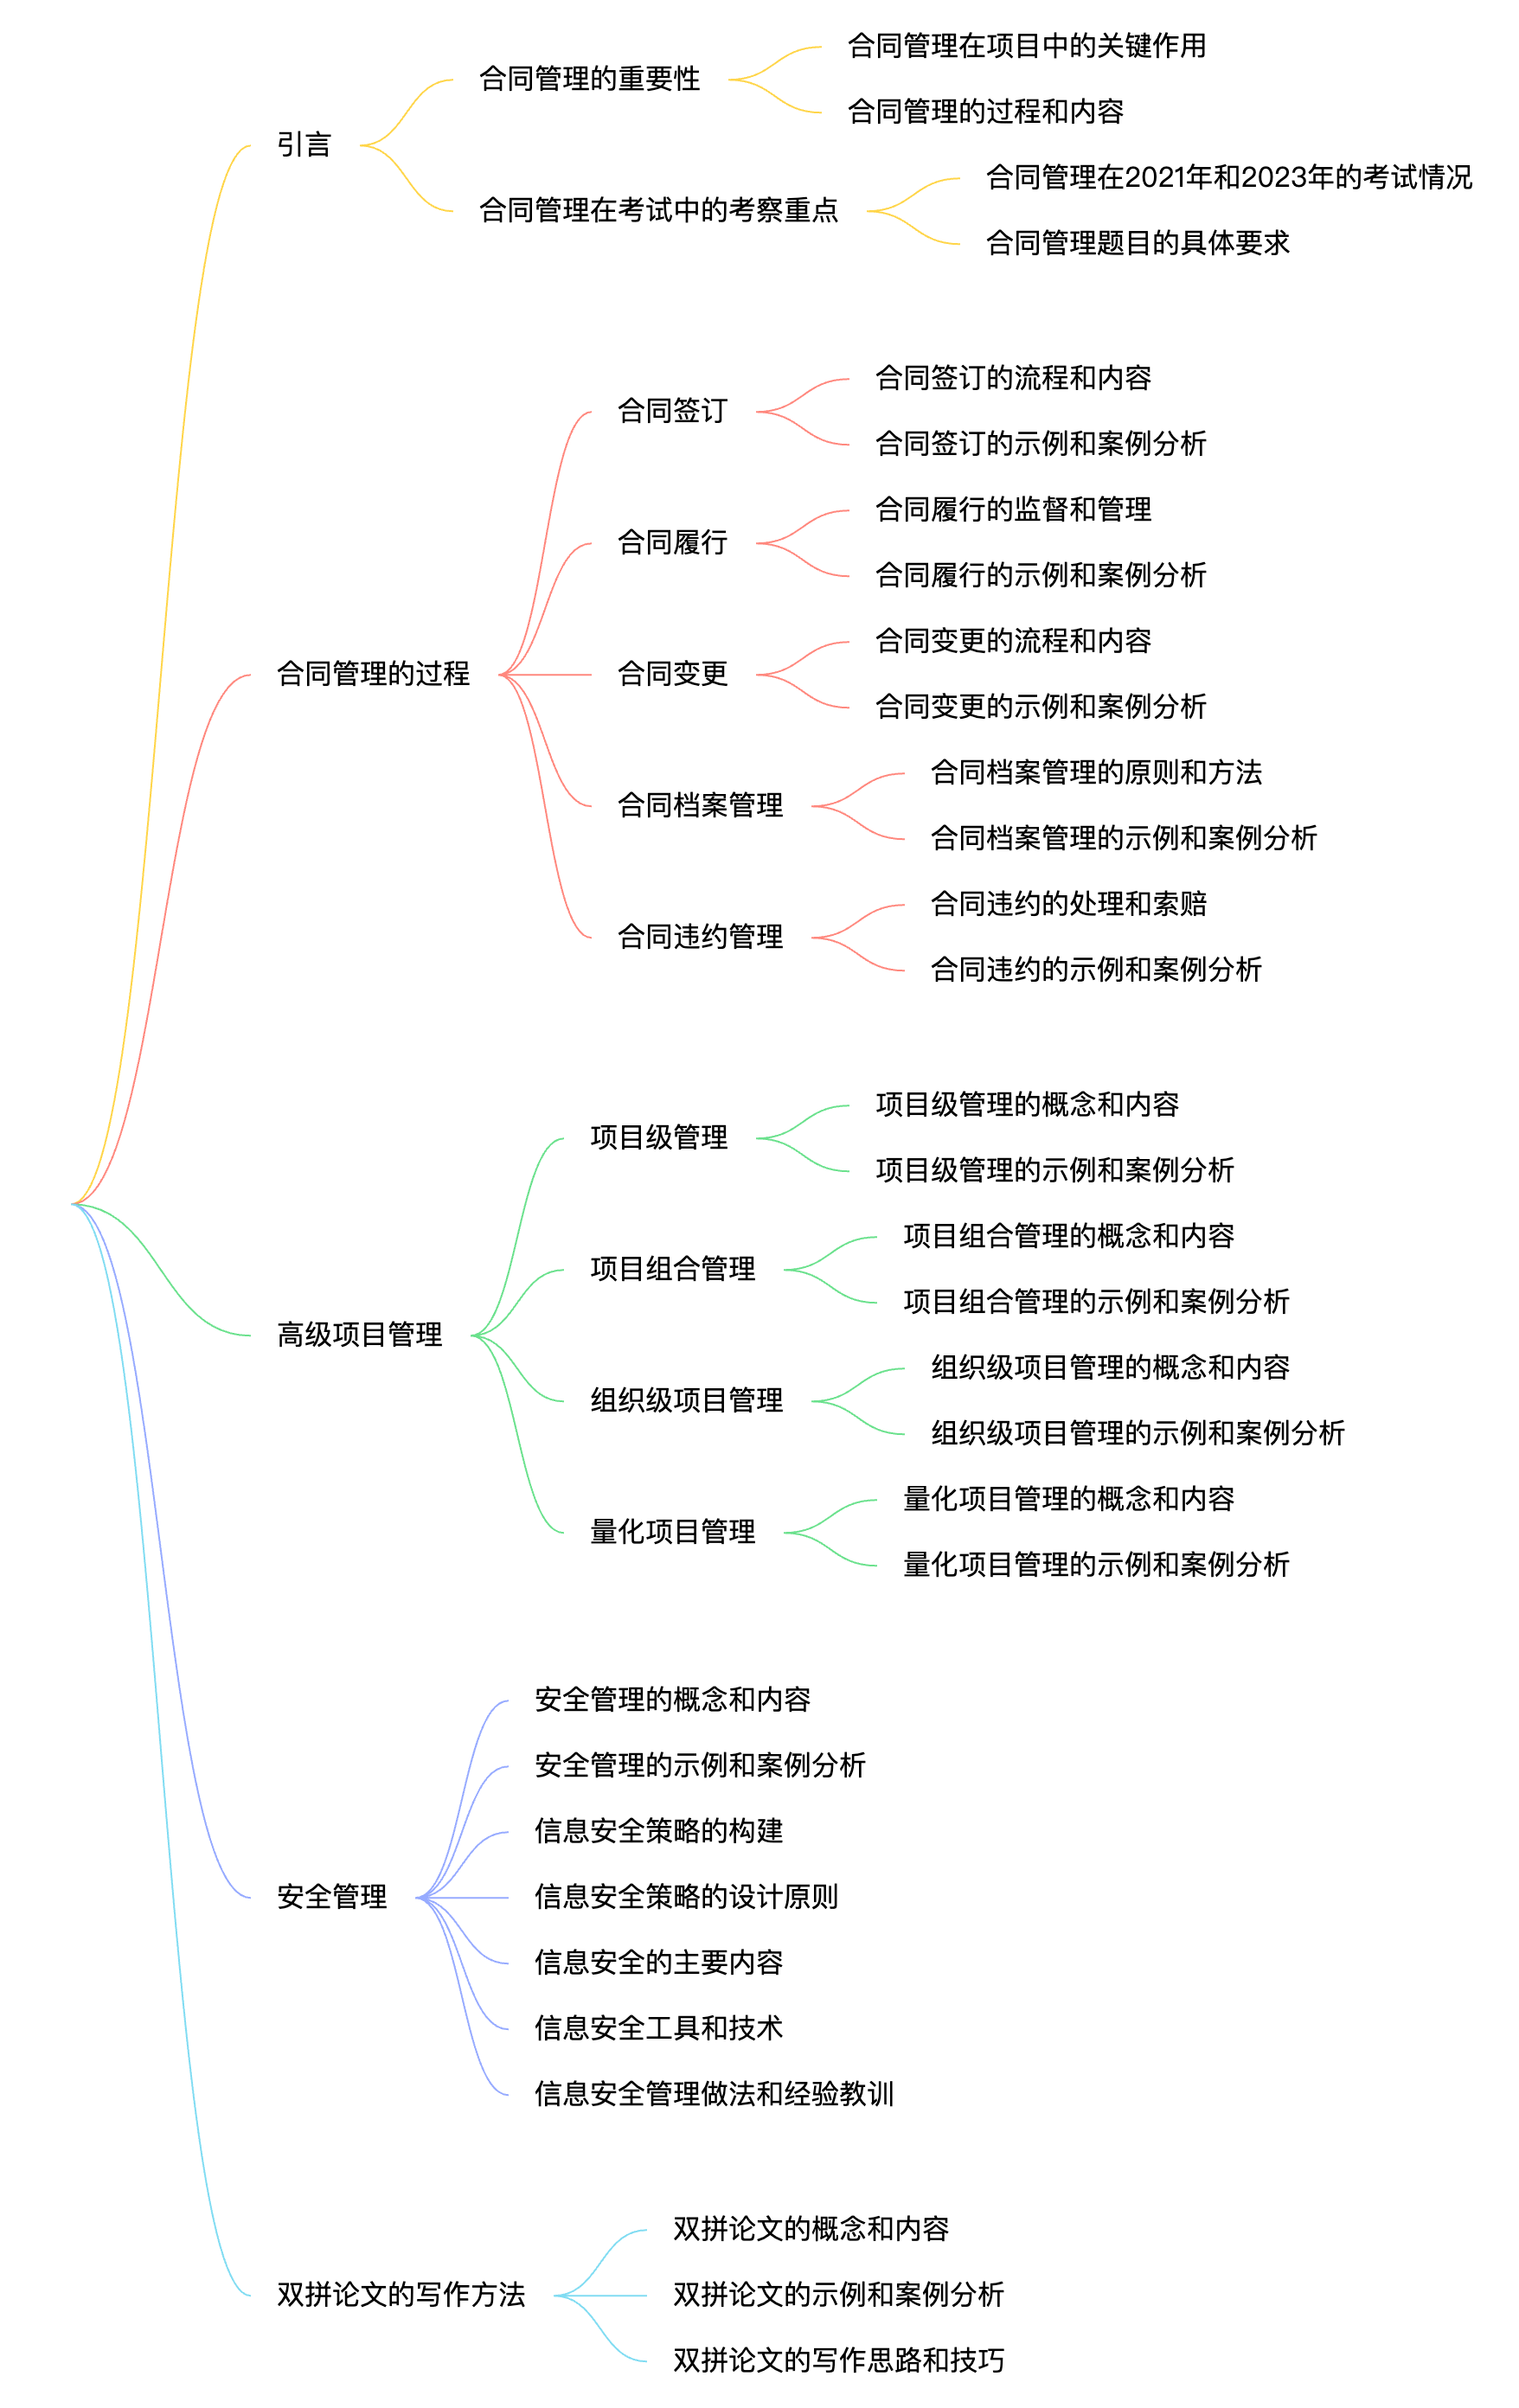 引言
合同管理的重要性
合同管理在项目中的关键作用
合同管理的过程和内容
合同管理在考试中的考察重点
合同管理在2021年和2023年的考试情况
合同管理题目的具体要求
合同管理的过程
合同签订
合同签订的流程和内容
合同签订的示例和案例分析
合同履行
合同履行的监督和管理
合同履行的示例和案例分析
合同变更
合同变更的流程和内容
合同变更的示例和案例分析
合同档案管理
合同档案管理的原则和方法
合同档案管理的示例和案例分析
合同违约管理
合同违约的处理和索赔
合同违约的示例和案例分析
高级项目管理
项目级管理
项目级管理的概念和内容
项目级管理的示例和案例分析
项目组合管理
项目组合管理的概念和内容
项目组合管理的示例和案例分析
组织级项目管理
组织级项目管理的概念和内容
组织级项目管理的示例和案例分析
量化项目管理
量化项目管理的概念和内容
量化项目管理的示例和案例分析
安全管理
安全管理的概念和内容
安全管理的示例和案例分析
信息安全策略的构建
信息安全策略的设计原则
信息安全的主要内容
信息安全工具和技术
信息安全管理做法和经验教训
双拼论文的写作方法
双拼论文的概念和内容
双拼论文的示例和案例分析
双拼论文的写作思路和技巧